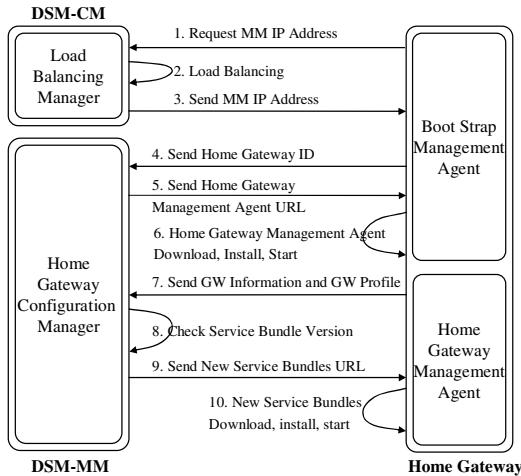 DSM-CM
Load
Balancing
Manager
1. Request MM IP Address
2. Load Balancing
3. Send MM IP Address
Boot Strap
Management
Agent
4. Send Home Gateway ID
5. Send Home Gateway
Management Agent URL
6. Home Gateway Management Agent
Download, Install, Start
Home
Gateway
Configuration
Manager
7. Send GW Information and GW Profile
8. Check Service Bundle Version
9. Send New Service Bundles URL
Home
Gateway
Management
Agent
10. New Service Bundles
Download, install, start
DSM-MM
Home Gateway